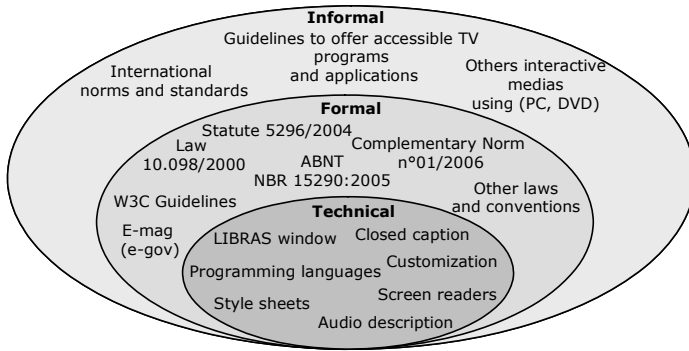 Informal
Guidelines to offer accessible TV
programs
and applications
International
norms and standards
Others interactive
medias
using (PC, DVD)
Formal
Statute 5296/2004
Law
10.098/2000
Complementary Norm
n°01/2006
ABNT
NBR 15290:2005
W3C Guidelines
Other laws
and conventions
E-mag
(e-gov)
Technical
LIBRAS window
Closed caption
Programming languages
Customization
Style sheets
Screen readers
Audio description